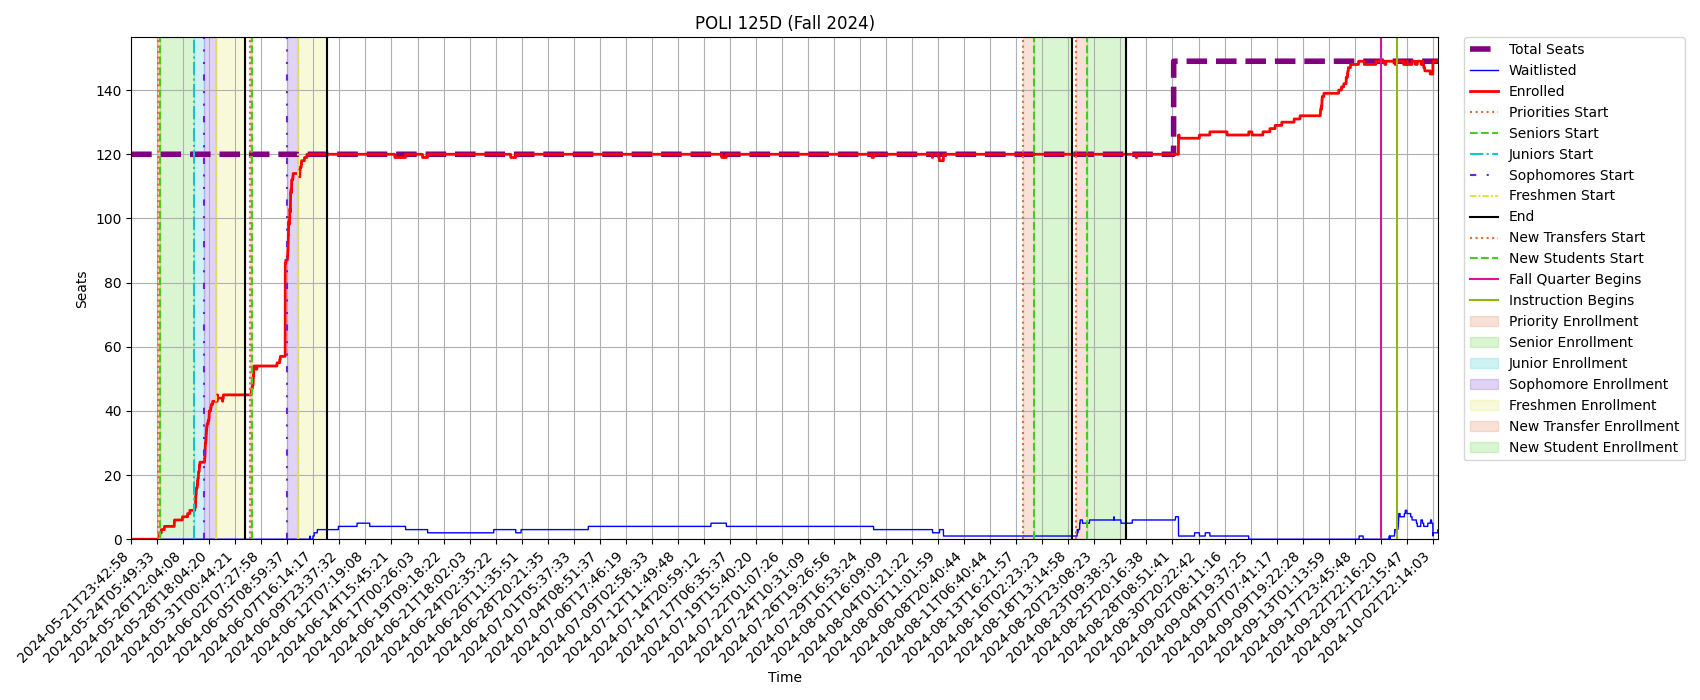 POLI 125D (Fall 2024)
Seats
140
120
100
80
60
40
20
0
2024-05-21T23:42:58
2024-05-24T05:49:33
2024-05-26T12:04:08
2024-05-28T18:04:20
2024-05-31T00:44:21
2024-06-02T07:27:58
2024-06-05T08:59:37
2024-06-07T16:14:17
2024-06-09T23:37:32
2024-06-12T07:19:08
2024-06-14T15:45:21
2024-06-17T00:26:03
2024-06-19T09:18:22
2024-06-21T18:02:03
2024-06-24T02:35:22
2024-06-26T11:35:51
2024-06-28T20:21:35
2024-07-01T05:37:33
2024-07-04T08:51:37
2024-07-06T17:46:19
2024-07-09T02:58:33
2024-07-12T11:49:48
2024-07-14T20:59:12
2024-07-17T06:35:37
2024-07-19T15:40:20
2024-07-22T01:07:26
2024-07-24T10:31:09
2024-07-26T19:26:56
2024-07-29T16:53:24
2024-08-01T16:09:09
2024-08-04T01:21:22
2024-08-06T11:01:59
2024-08-08T20:40:44
2024-08-11T06:40:44
2024-08-13T16:21:57
2024-08-16T02:23:23
2024-08-18T13:14:58
2024-08-20T23:08:23
2024-08-23T09:38:32
2024-08-25T20:16:38
2024-08-28T08:51:41
2024-08-30T20:22:42
2024-09-02T08:11:16
2024-09-04T19:37:25
2024-09-07T07:41:17
2024-09-09T19:22:28
2024-09-13T01:13:59
2024-09-17T23:45:48
2024-09-22T22:16:20
2024-09-27T22:15:47
2024-10-02T22:14:03
Time
Total Seats
Waitlisted
Enrolled
Priorities Start
Seniors Start
Juniors Start
Sophomores Start
Freshmen Start
End
New Transfers Start
New Students Start
Fall Quarter Begins
Instruction Begins
Priority Enrollment
Senior Enrollment
Junior Enrollment
Sophomore Enrollment
Freshmen Enrollment
New Transfer Enrollment
New Student Enrollment